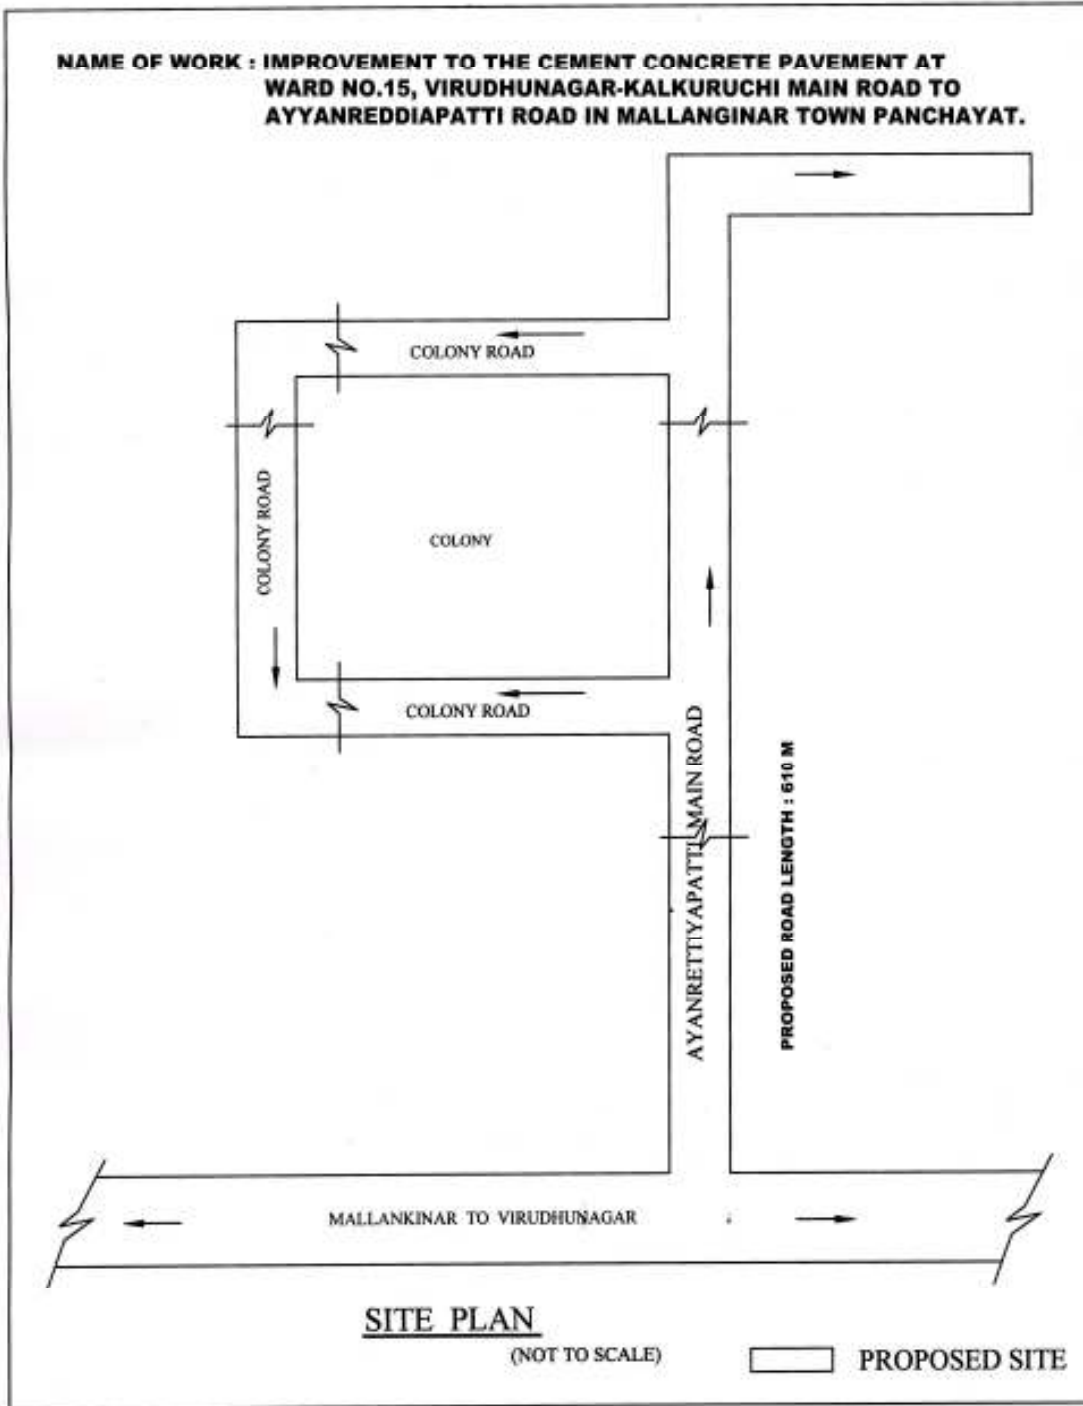 NAME OF WORK : IMPROVEMENT TO THE CEMENT CONCRETE PAVEMENT AT
WARD NO.15, VIRUDHUNAGAR-KALKURUCHI MAIN ROAD TO
AYYANREDDIAPATTI ROAD IN MALLANGINAR TOWN PANCHAYAT.
COLONY ROAD
COLONY ROAD
COLONY
COLONY ROAD
AYANRETTIYAPATTI MAIN ROAD
PROPOSED ROAD LENGTH : 610 M
MALLANKINAR TO VIRUDHUNAGAR
SITE PLAN
(NOT TO SCALE)
PROPOSED SITE